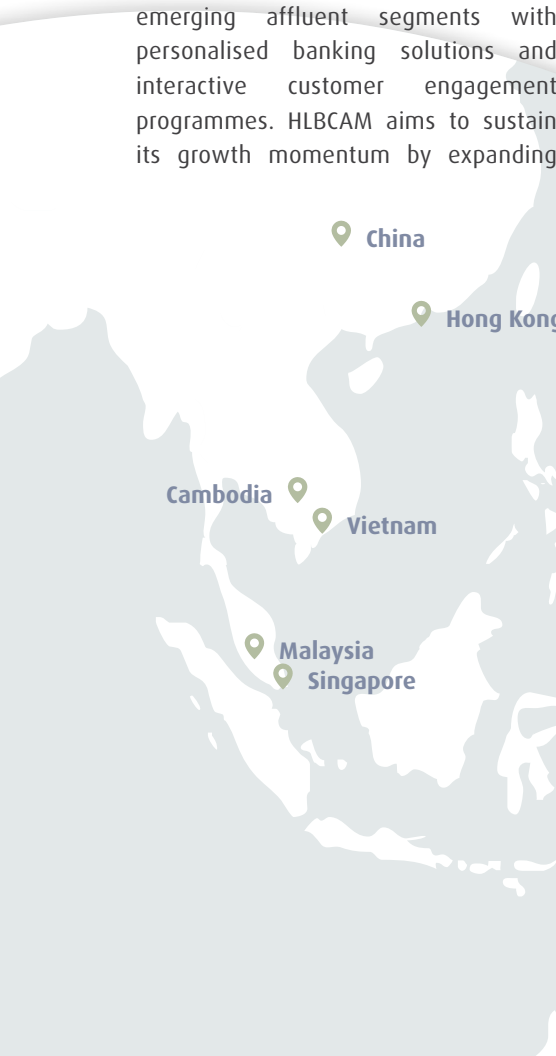 emerging affluent segments with
personalised banking solutions and
interactive customer engagement
programmes. HLBCAM aims to sustain
its growth momentum by expanding
China
Hong Kong
Cambodia
Vietnam
Malaysia
Singapore